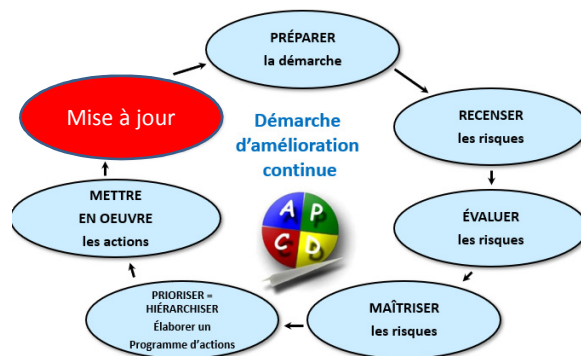 PRÉPARER
la démarche
Mise à jour
RECENSER
les risques
Démarche
d'amélioration
continue
METTRE
EN OEUVRE
les actions
ÉVALUER
les risques
A P
C D
PRIORISER =
HIÉRARCHISER
Élaborer un
Programme d'actions
MAÎTRISER
les risques